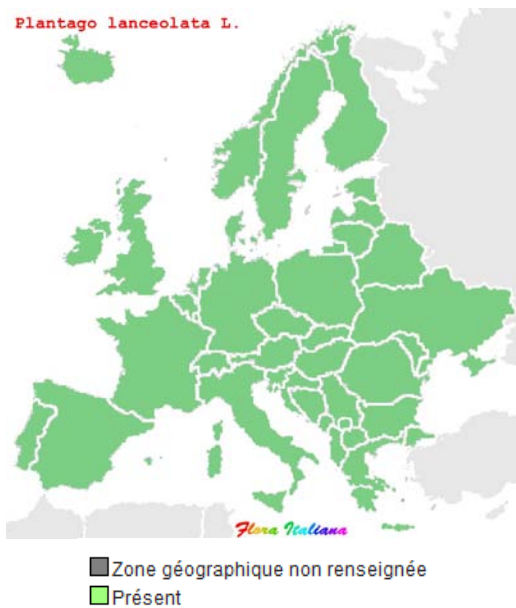 Plantago lanceolata L.
Flora Italiana
Zone géographique non renseignée
Présent